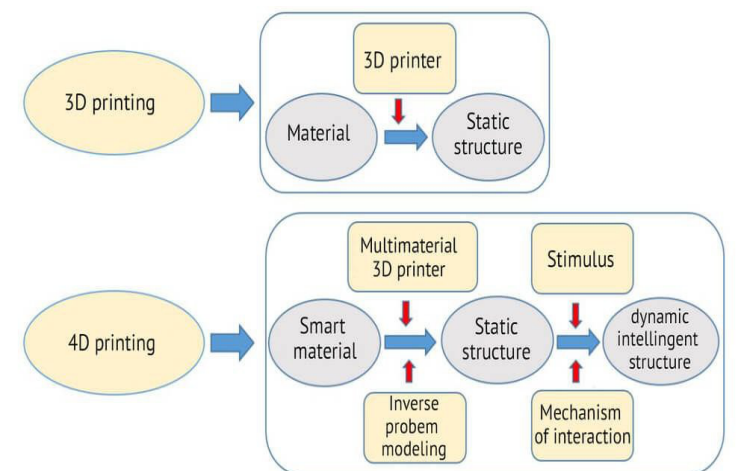 3D printing
3D printer
Material
Static
structure
4D printing
Multimaterial
3D printer
Stimulus
Smart
material
Static
structure
dynamic
intellingent
structure
Inverse
probem
modeling
Mechanism
of interaction